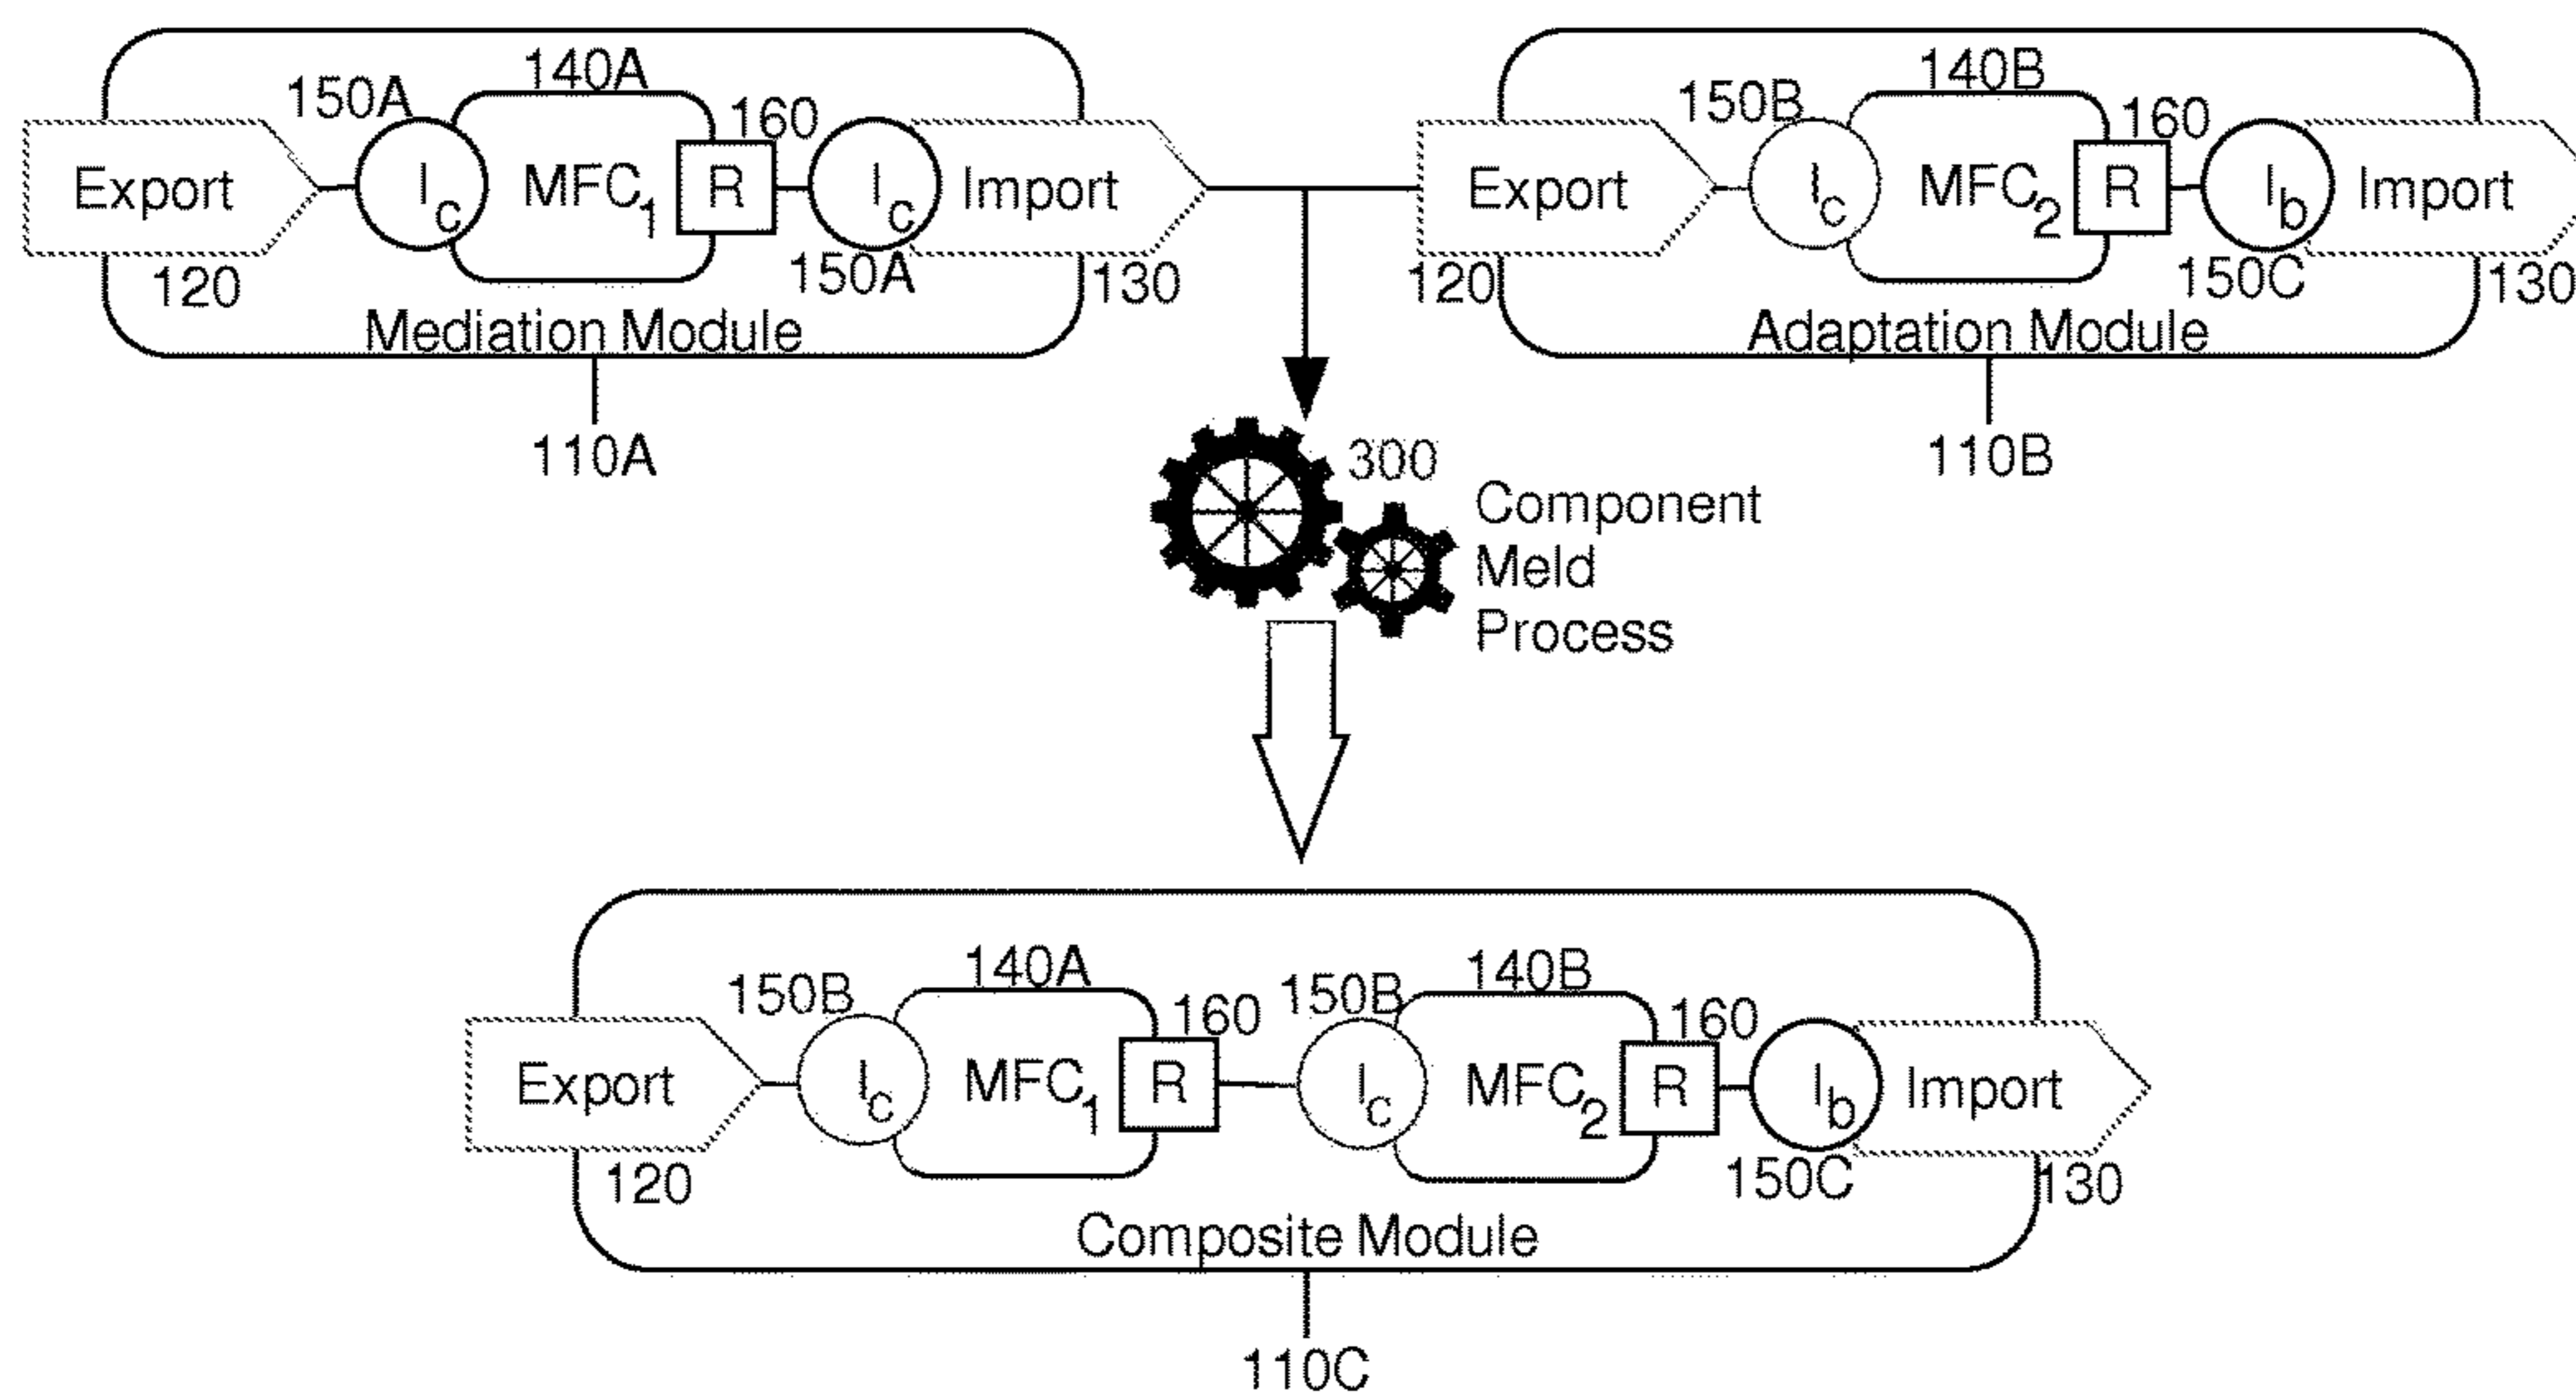 140A
150A
160
Export
Ic
MFC1
R
Ic
Import
120
150A
130
Mediation Module
110A
140B
150B
160
Export
Ic
MFC2
R
Ib
Import
120
150C
130
Adaptation Module
110B
300
Component
Meld
Process
140A
150B
160
150B
140B
160
Export
Ic
MFC1
R
Ic
MFC2
R
Ib
Import
120
150C
130
Composite Module
110C